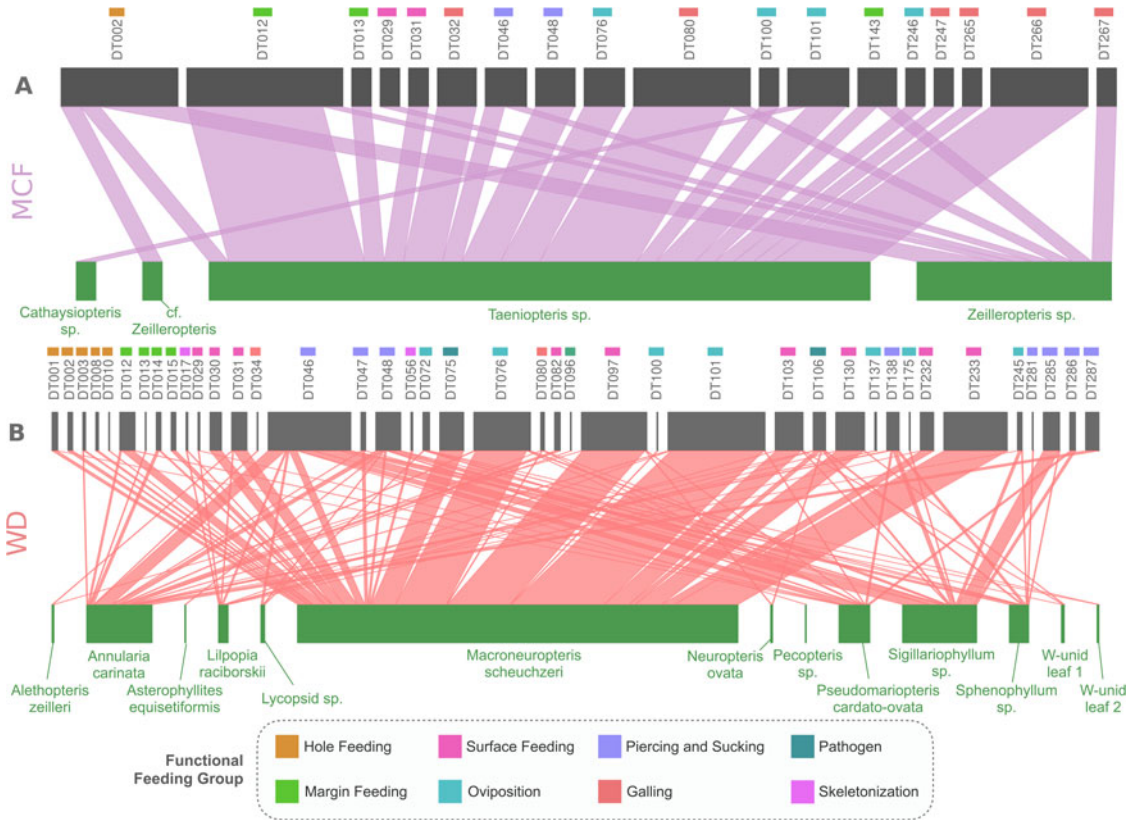 DT002 DT012 DT013 DT029 DT031 DT032 DT046 DT048 DT076 DT080 DT100 DT101 DT143 DT246 DT247 DT265 DT266 DT267
A
MCF
Cathaysiopteris
sp.
cf.
Zeilleropteris
Taeniopteris sp.
Zeilleropteris sp.
DT001 DT002 DT003 DT008 DT010 DT012 DT013 DT014 DT015 DT017 DT029 DT030 DT031 DT034 DT046 DT047 DT048 DT056 DT072 DT075 DT076 DT080 DT082 DT096 DT097 DT100 DT101 DT103 DT106 DT130 DT137 DT138 DT175 DT232 DT233 DT245 DT281 DT285 DT286 DT287
B
WD
Alethopteris
zeilleri
Annularia
carinata
Asterophyllites
equisetiformis
Lilpopia
raciborskii
Lycopsid sp.
Macroneuropteris
scheuchzeri
Neuropteris
ovata
Pecopteris
sp.
Pseudomariopteris
cardato-ovata
Sigillariophyllum
sp.
Sphenophyllum
sp.
W-unid
leaf 1
W-unid
leaf 2
Functional
Feeding Group
Hole Feeding
Surface Feeding
Piercing and Sucking
Pathogen
Margin Feeding
Oviposition
Galling
Skeletonization